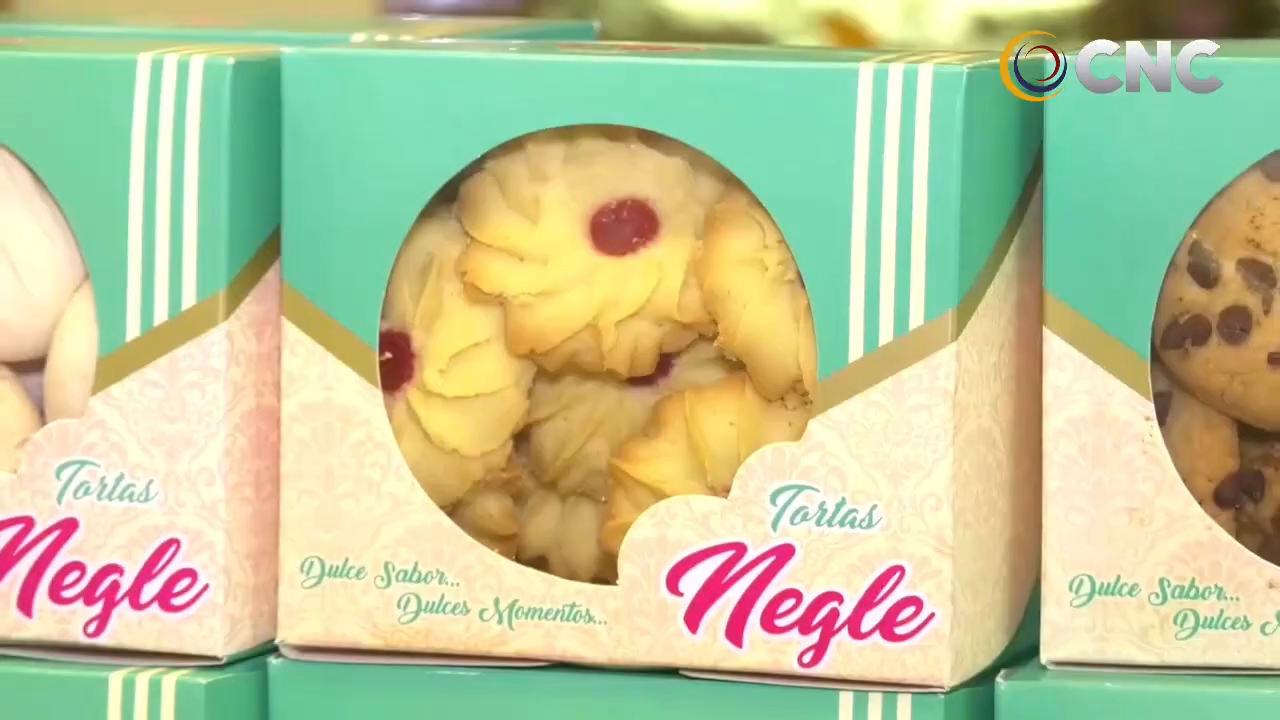 CNC
Tortas
Negle
Dulce Sabor...
Dulces Momentos...
Tortas
Negle
Dulce Sabor...
Dulces